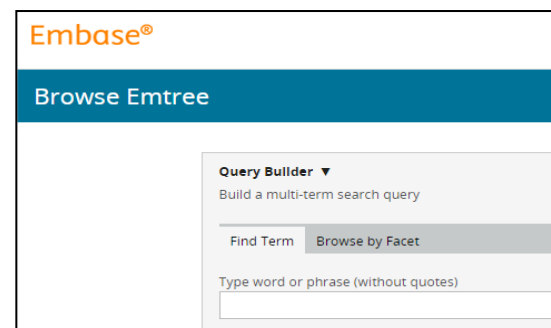 Embase®
Browse Emtree
Query Builder ▼
Build a multi-term search query
Find Term Browse by Facet
Type word or phrase (without quotes)